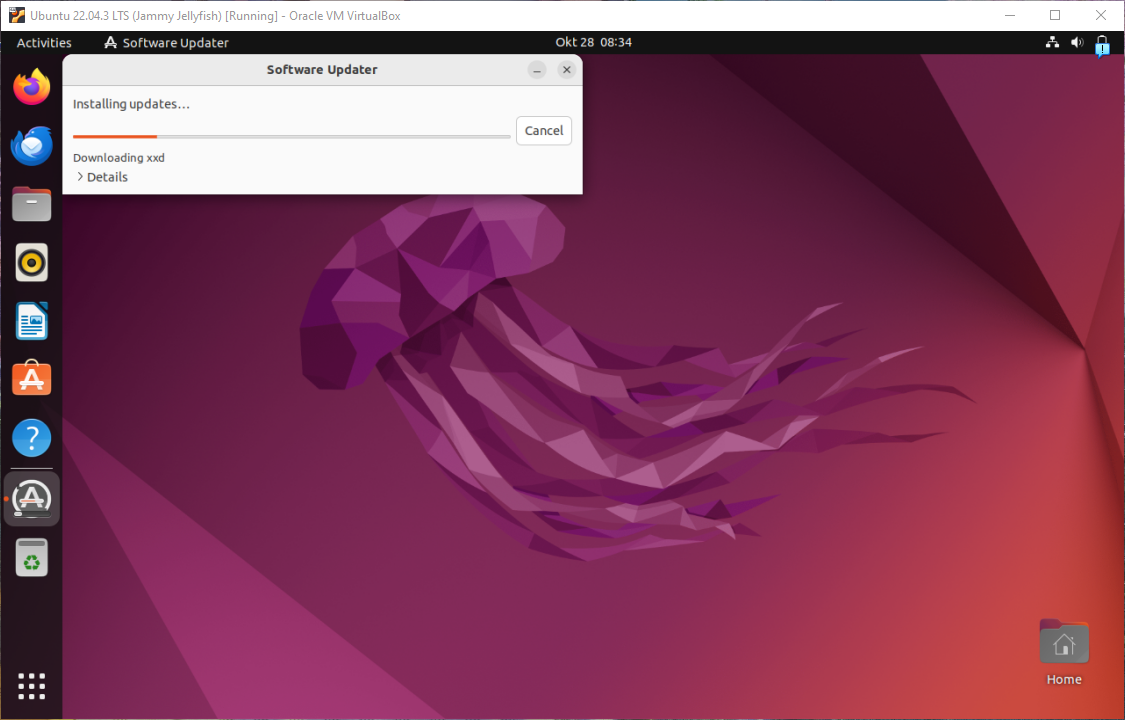 Ubuntu 22.04.3 LTS (Jammy Jellyfish) [Running] - Oracle VM VirtualBox
Activities Software Updater Okt 28 08:34
Software Updater
Installing updates…
Cancel
Downloading xxd
Details
Home